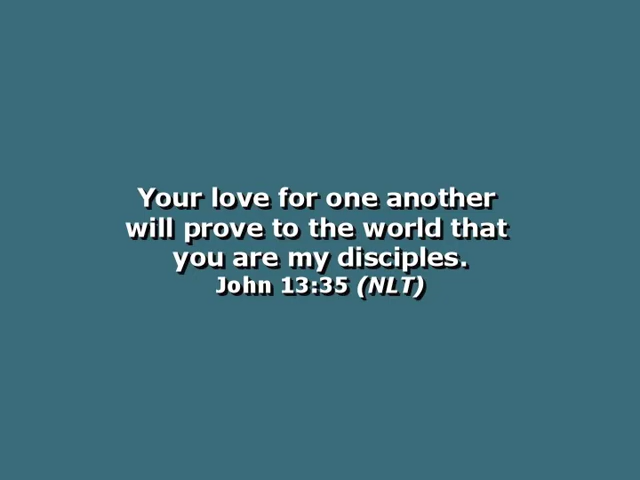 Your love for one another
will prove to the world that
you are my disciples.
John 13:35 (NLT)